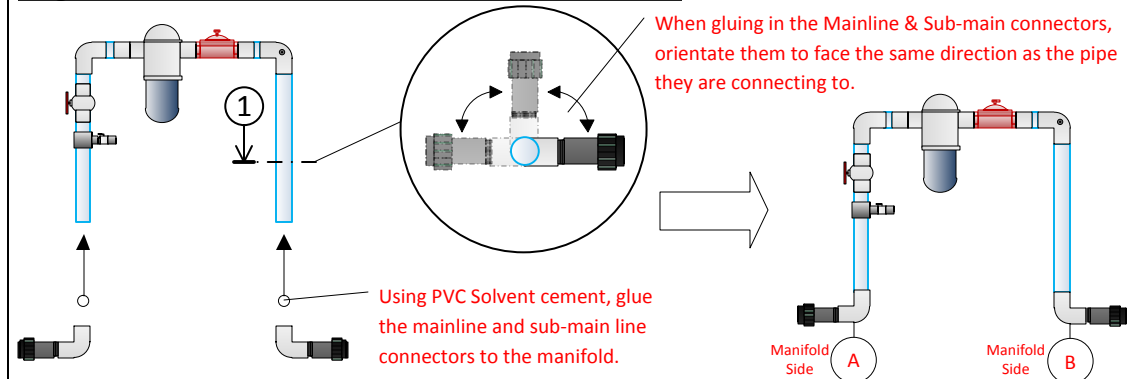 When gluing in the Mainline & Sub-main connectors,
orientate them to face the same direction as the pipe
they are connecting to.
1
Using PVC Solvent cement, glue
the mainline and sub-main line
connectors to the manifold.
Manifold
Side
A
Manifold
Side
B